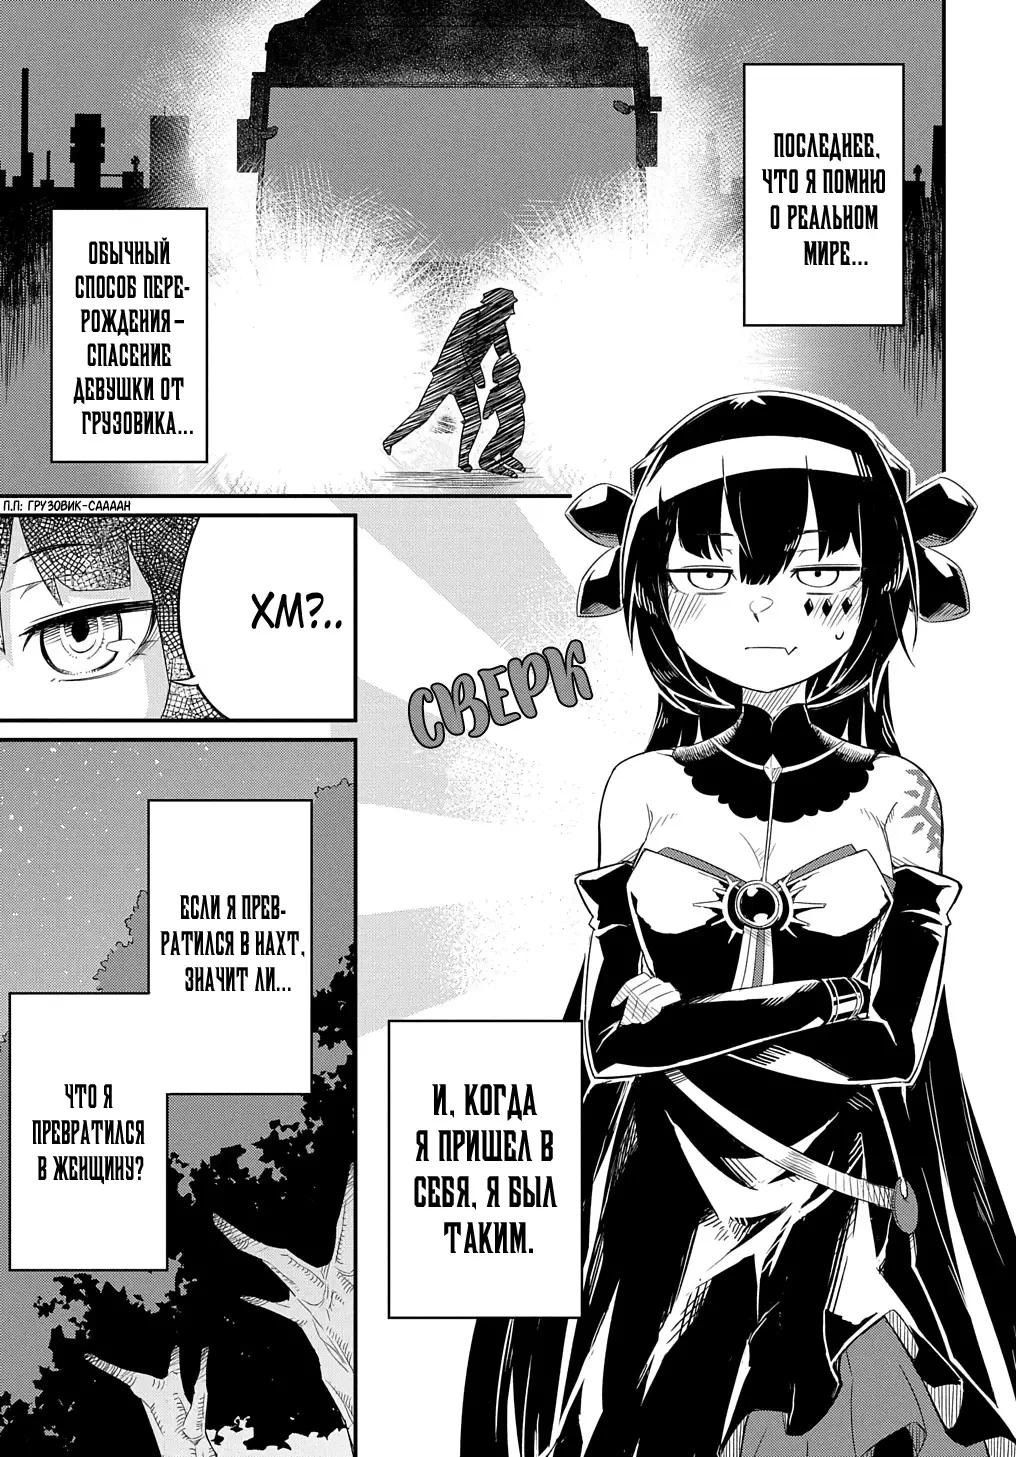 ПОСЛЕДНЕЕ,
ЧТО Я ПОМНЮ
О РЕАЛЬНОМ
МИРЕ...
ОБЫЧНЫЙ
СПОСОБ ПЕРЕ-
РОЖДЕНИЯ–
СПАСЕНИЕ
ДЕВУШКИ ОТ
ГРУЗОВИКА...
П.П: ГРУЗОВИК-СААААН
ХМ?..
СВЕРК
И, КОГДА
Я ПРИШЕЛ В
СЕБЯ, Я БЫЛ
ТАКИМ.
ЕСЛИ Я ПРЕВ-
РАТИЛСЯ В НАХТ,
ЗНАЧИТ ЛИ...
ЧТО Я
ПРЕВРАТИЛСЯ
В ЖЕНЩИНУ?